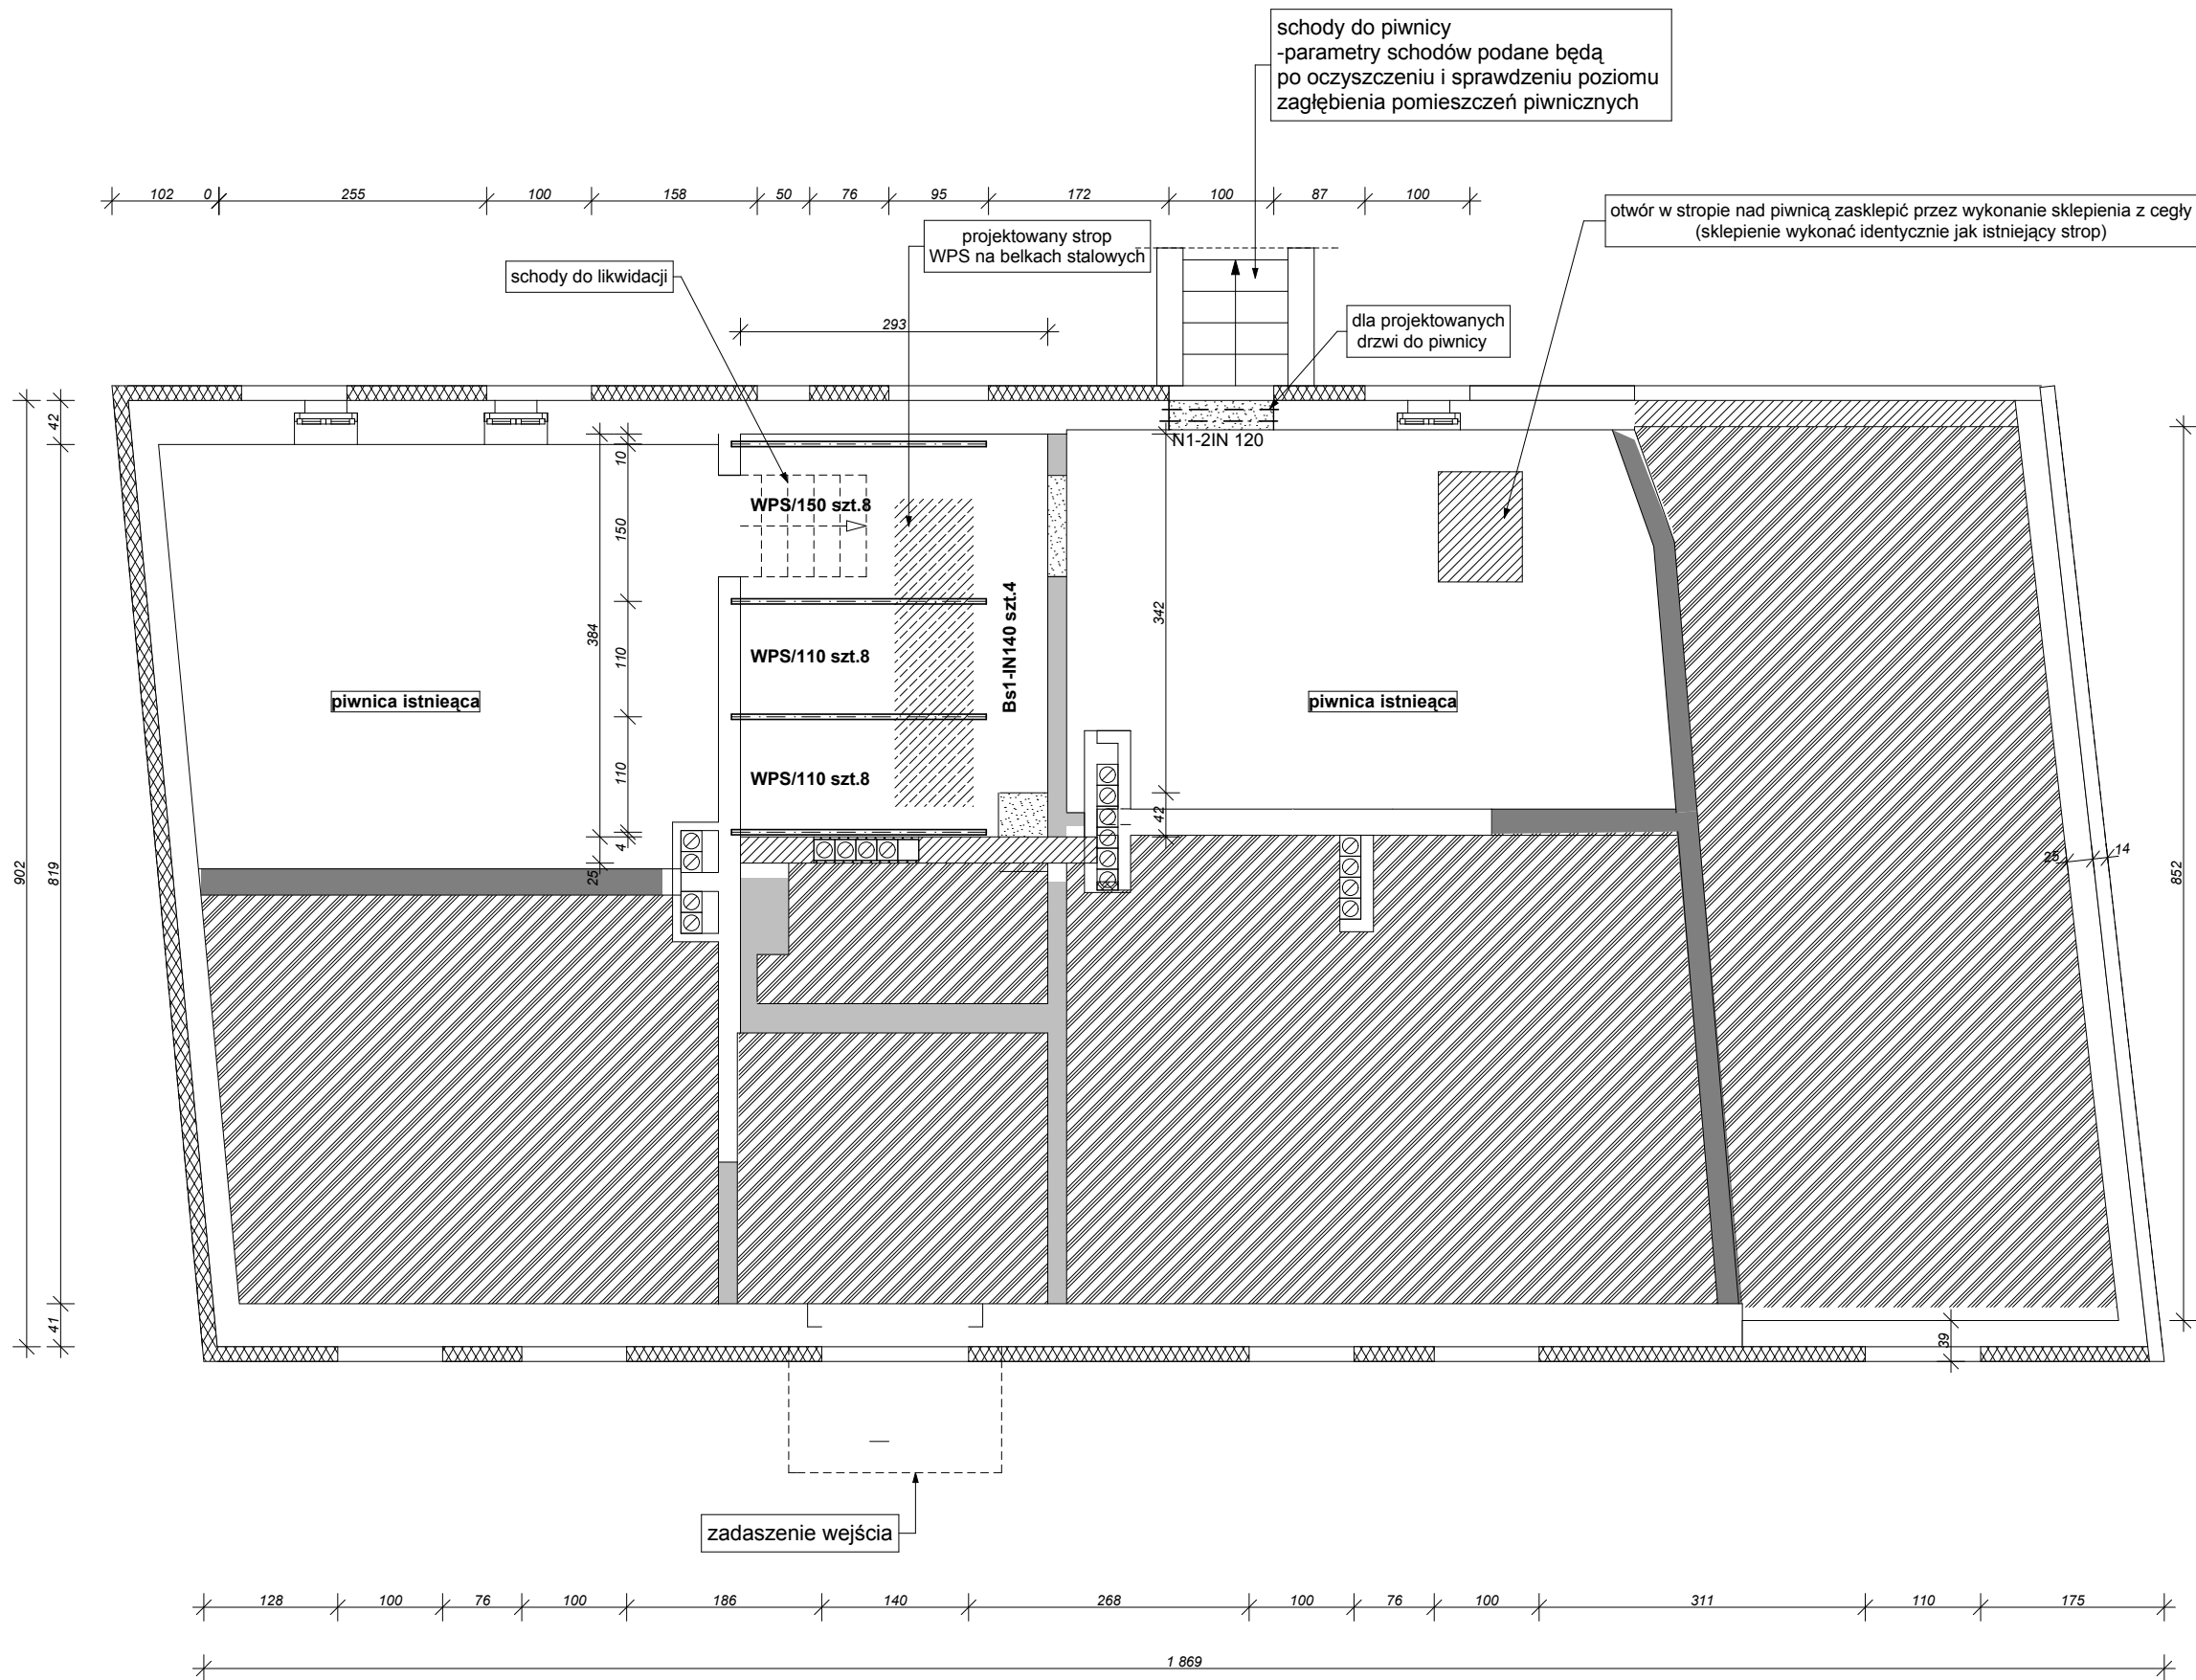 schody do piwnicy
-parametry schodów podane będą
po oczyszczeniu i sprawdzeniu poziomu
zagłębienia pomieszczeń piwnicznych
102 0 255 100 158 50 76 95 172 100 87 100
otwór w stropie nad piwnicą zasklepić przez wykonanie sklepienia z cegły
(sklepienie wykonać identycznie jak istniejący strop)
projektowany strop
WPS na belkach stalowych
schody do likwidacji
293
dla projektowanych
drzwi do piwnicy
42
10
N1-2IN 120
WPS/150 szt.8
150
384
342
Bs1-IN140 szt.4
110
WPS/110 szt.8
piwnica istnieąca
piwnica istnieąca
110
WPS/110 szt.8
42
4
25
902
819
25
14
852
41
39
zadaszenie wejścia
128 100 76 100 186 140 268 100 76 100 311 110 175
1 869